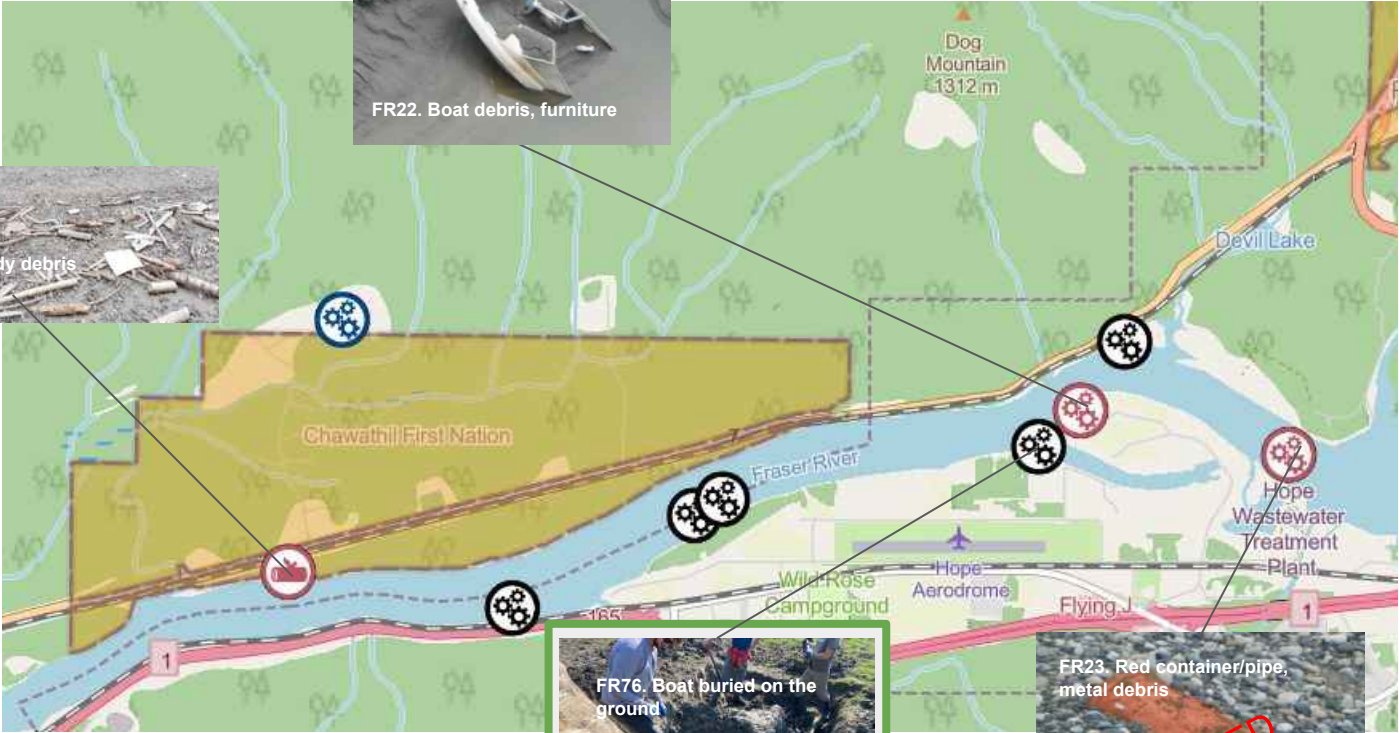 Dog
Mountain
1312 m
FR22. Boat debris, furniture
dy debris
Devil Lake
Chawathil First Nation
7
Fraser River
Hope
Wastewater
Treatment
Plant
Hope
Aerodrome
Wild Rose
Campground
Flying J
165
1
1
FR76. Boat buried on the
ground
FR23. Red container/pipe,
metal debris